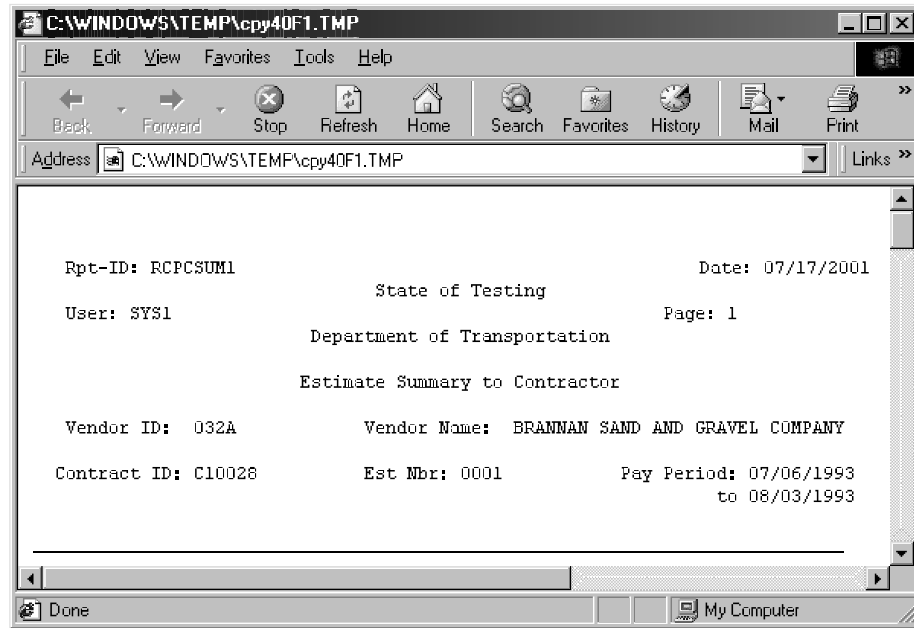 C:\WINDOWS\TEMP\cpy40F1.TMP
File Edit View Favorites Tools Help
Back Forward Stop Refresh Home Search Favorites History Mail Print »
Address C:\WINDOWS\TEMP\cpy40F1.TMP Links »
Rpt-ID: RCPCSUM1 Date: 07/17/2001
State of Testing
User: SYS1 Page: 1
Department of Transportation
Estimate Summary to Contractor
Vendor ID: 032A Vendor Name: BRANNAN SAND AND GRAVEL COMPANY
Contract ID: C10028 Est Nbr: 0001 Pay Period: 07/06/1993
to 08/03/1993
Done My Computer